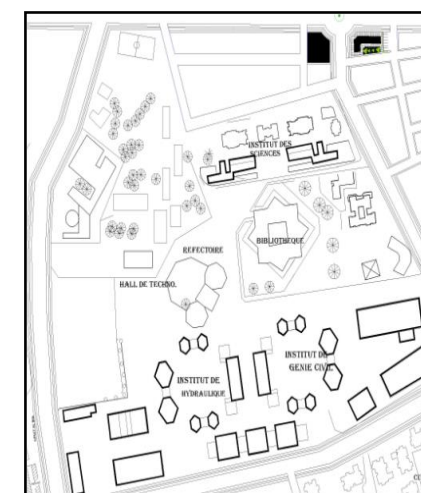 INSTITUT DES
SCIENCES
BIBLIOTHEQUE
REFECTOIRE
HALL DE TECHNO.
INSTITUT DE
GENIE CIVIL
INSTITUT DE
HYDRAULIQUE